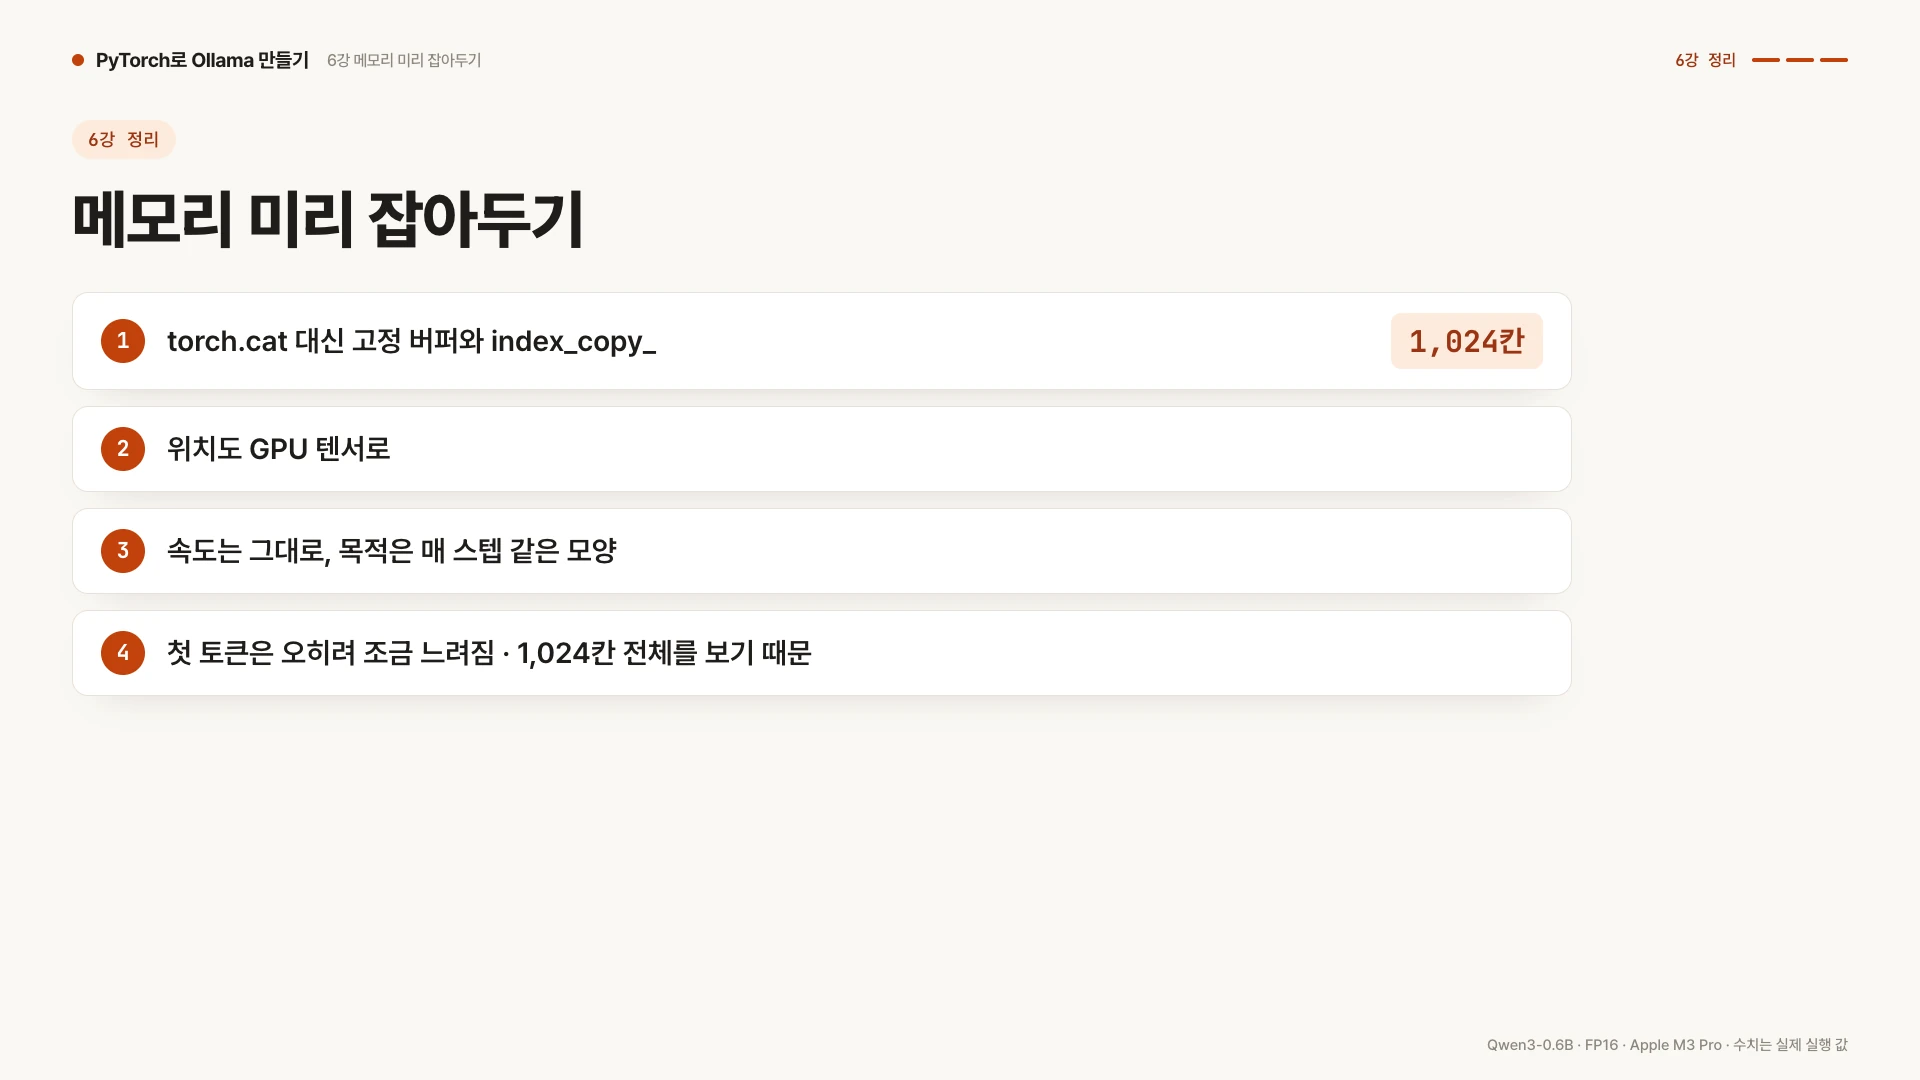 PyTorch로 Ollama 만들기 6강 메모리 미리 잡아두기
6강 정리
6강 정리
메모리 미리 잡아두기
1 torch.cat 대신 고정 버퍼와 index_copy_ 1,024칸
2 위치도 GPU 텐서로
3 속도는 그대로, 목적은 매 스텝 같은 모양
4 첫 토큰은 오히려 조금 느려짐 · 1,024칸 전체를 보기 때문
Qwen3-0.6B · FP16 · Apple M3 Pro · 수치는 실제 실행 값